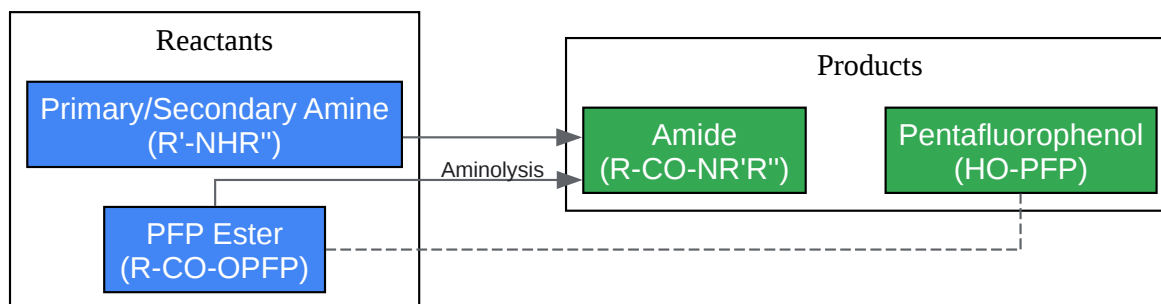 Reactants
Primary/Secondary Amine
(R'-NHR")
PFP Ester
(R-CO-OPFP)
Aminolysis
Products
Amide
(R-CO-NR'R")
Pentafluorophenol
(HO-PFP)